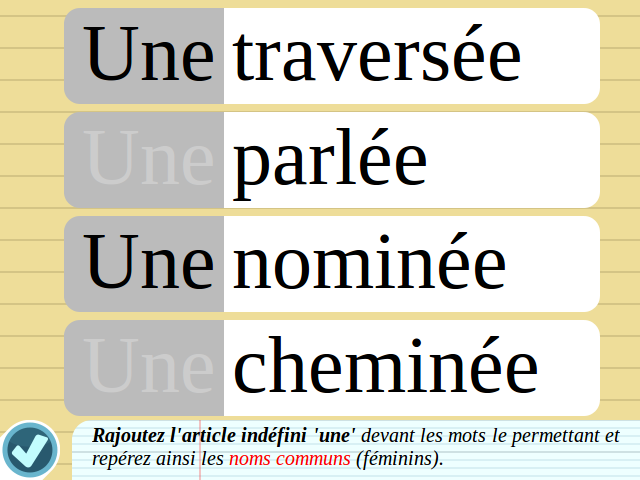 Une traversée
Une parlée
Une nominée
Une cheminée
Rajoutez l'article indéfini 'une' devant les mots le permettant et
repérez ainsi les noms communs (féminins).